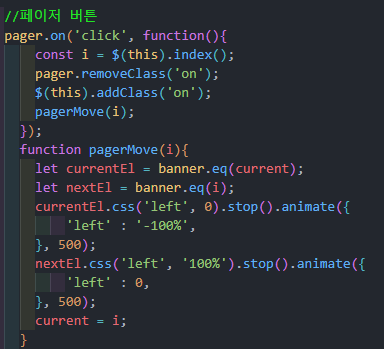 //페이저 버튼
pager.on('click', function(){
const i = $(this).index();
pager.removeClass('on');
$(this).addClass('on');
pagerMove(i);
});
function pagerMove(i){
let currentEl = banner.eq(current);
let nextEl = banner.eq(i);
currentEl.css('left', 0).stop().animate({
'left' : '-100%',
}, 500);
nextEl.css('left', '100%').stop().animate({
'left' : 0,
}, 500);
current = i;
}